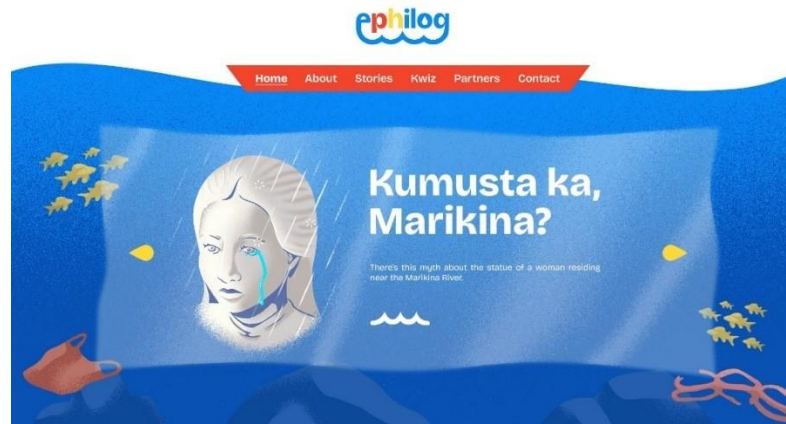 ephilog
Home About Stories Kwiz Partners Contact
Kumusta ka,
Marikina?
There's this myth about the statue of a woman residing
near the Marikina River.